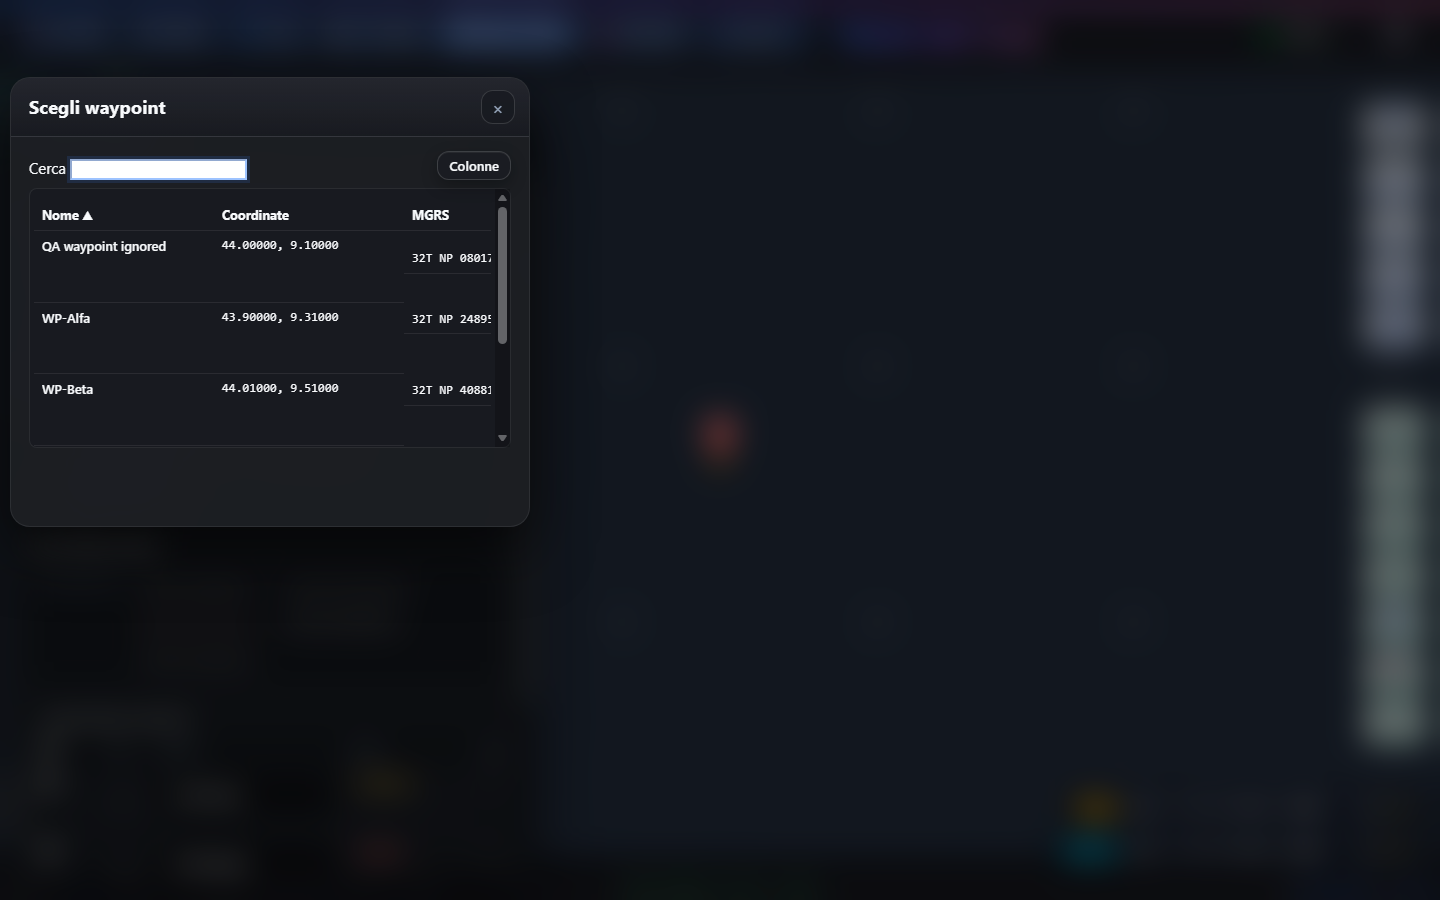 Scegli waypoint
×
Cerca
Colonne
Nome ▲ Coordinate MGRS
QA waypoint ignored 44.00000, 9.10000 32T NP 08017
WP-Alfa 43.90000, 9.31000 32T NP 24895
WP-Beta 44.01000, 9.51000 32T NP 40881